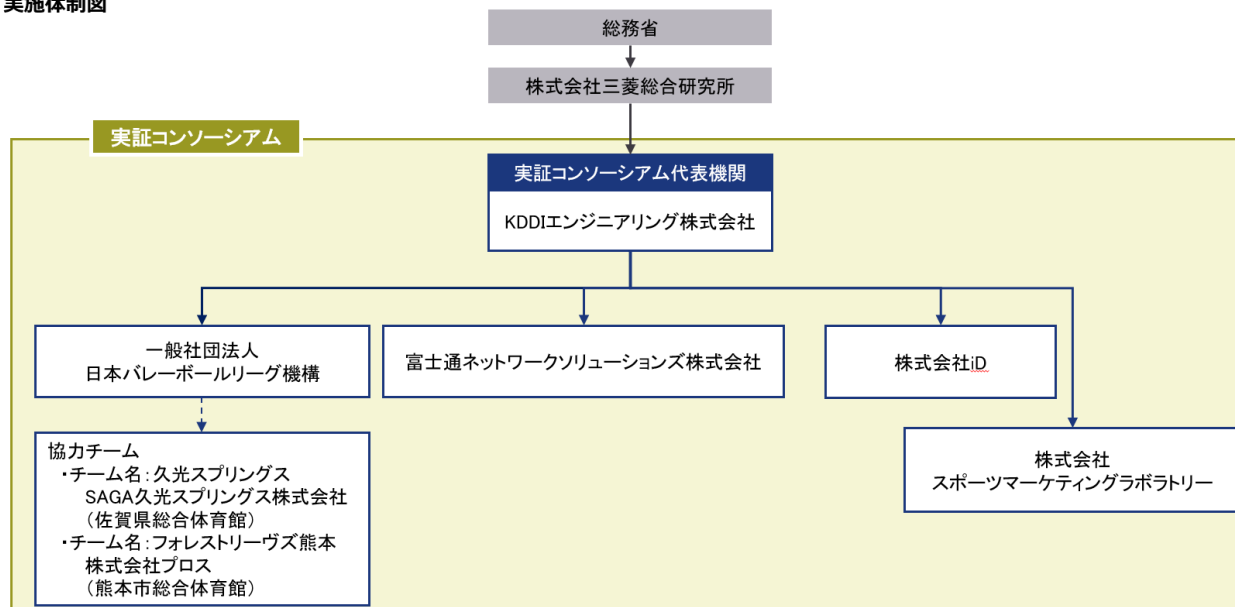 実施体制図
総務省
株式会社三菱総合研究所
実証コンソーシアム
実証コンソーシアム代表機関
KDDIエンジニアリング株式会社
一般社団法人
日本バレーボールリーグ機構
富士通ネットワークソリューションズ株式会社
株式会社iD
協力チーム
・チーム名：久光スプリングス
SAGA久光スプリングス株式会社
（佐賀県総合体育館）
・チーム名：フォレストリーヴズ熊本
株式会社プロス
（熊本市総合体育館）
株式会社
スポーツマーケティングラボラトリー